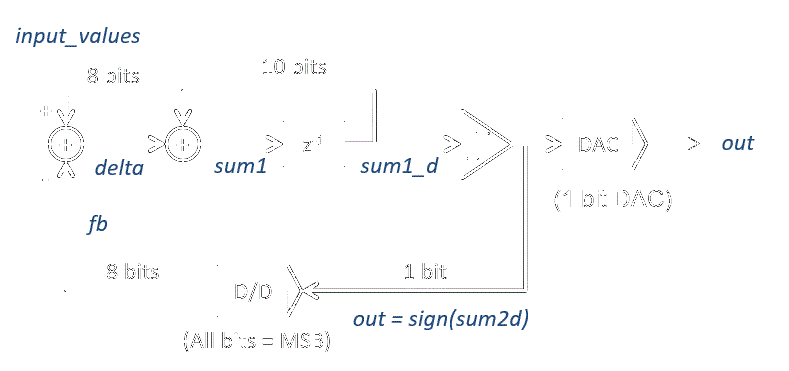 input_values
8 bits
10 bits
+
+
+
z-1
DAC
out
delta
sum1
sum1_d
-
(1 bit DAC)
fb
8 bits
D/D
1 bit
out = sign(sum2d)
(All bits = MSB)